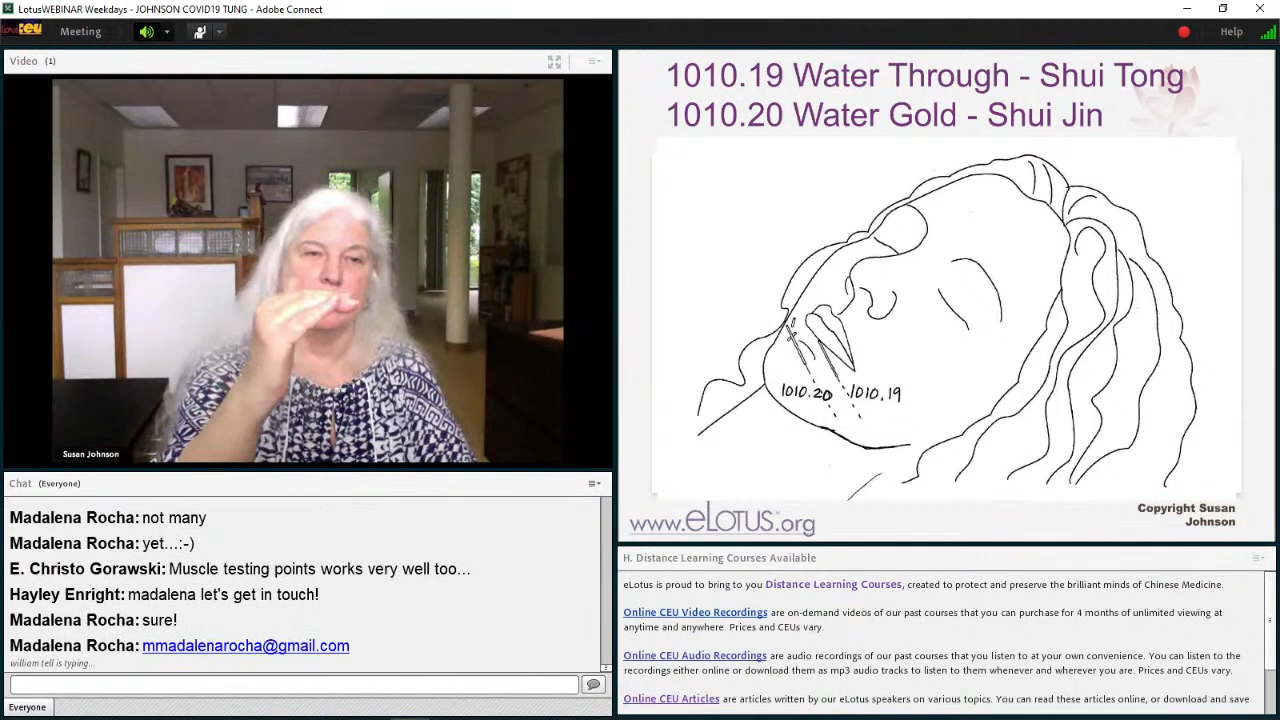 LotusWEBINAR Weekdays - JOHNSON COVID19 TUNG - Adobe Connect
Meeting
Help
Video (1)
Susan Johnson
1010.19 Water Through - Shui Tong
1010.20 Water Gold - Shui Jin
1010.20 1010.19
www.eLOTUS.org
Copyright Susan
Johnson
Chat (Everyone)
Madalena Rocha: not many
Madalena Rocha: yet...:-)
E. Christo Gorawski: Muscle testing points works very well too...
Hayley Enright: madalena let's get in touch!
Madalena Rocha: sure!
Madalena Rocha: mmadalenarocha@gmail.com
william tell is typing...
Everyone
H. Distance Learning Courses Available
eLotus is proud to bring to you Distance Learning Courses, created to protect and preserve the brilliant minds of Chinese Medicine.
Online CEU Video Recordings are on-demand videos of our past courses that you can purchase for 4 months of unlimited viewing at
anytime and anywhere. Prices and CEUs vary.
Online CEU Audio Recordings are audio recordings of our past courses that you listen to at your own convenience. You can listen to the
recordings either online or download them as mp3 audio tracks to listen to them whenever and wherever you are. Prices and CEUs vary.
Online CEU Articles are articles written by our eLotus speakers on various topics. You can read these articles online, or download and save